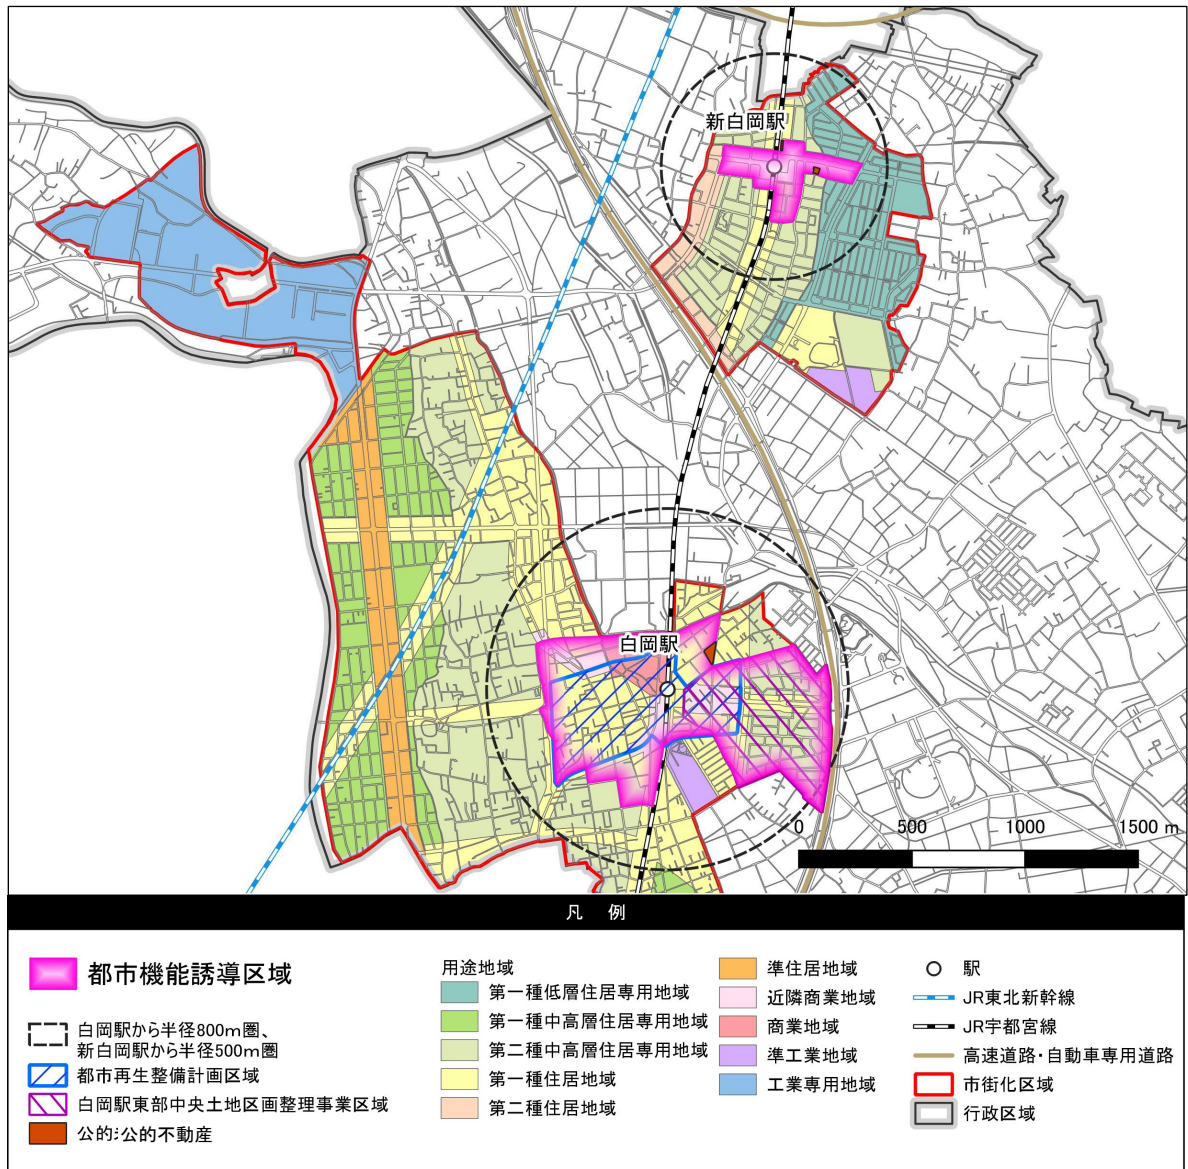 新白岡駅
白岡駅
0 500 1000 1500 m
凡 例
都市機能誘導区域
白岡駅から半径800m圏、
新白岡駅から半径500m圏
都市再生整備計画区域
白岡駅東部中央土地区画整理事業区域
公的:公的不動産
用途地域
第一種低層住居専用地域
第一種中高層住居専用地域
第二種中高層住居専用地域
第一種住居地域
第二種住居地域
準住居地域
近隣商業地域
商業地域
準工業地域
工業専用地域
駅
JR東北新幹線
JR宇都宮線
高速道路・自動車専用道路
市街化区域
行政区域